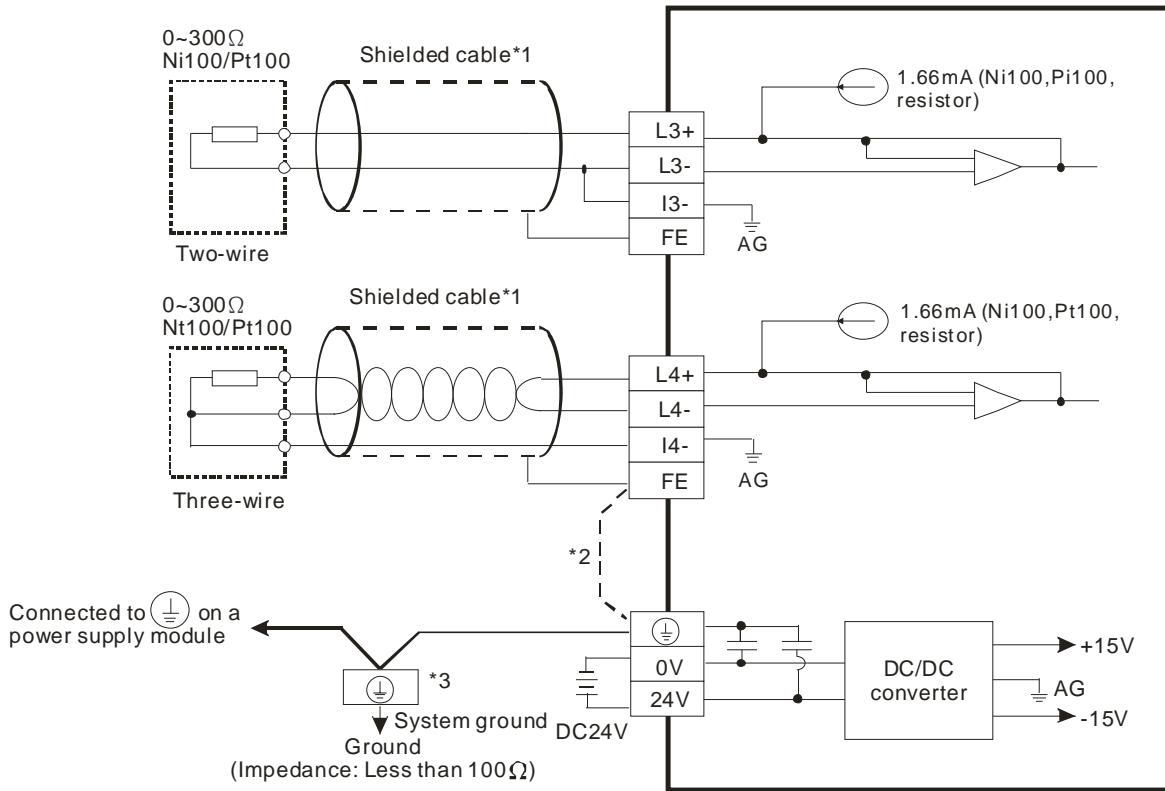 0~300Ω
Ni100/Pt100
Shielded cable*1
1.66mA (Ni100,Pi100,
resistor)
L3+
L3-
I3-
FE
AG
Two-wire
0~300Ω
Nt100/Pt100
Shielded cable*1
1.66mA (Ni100,Pt100,
resistor)
L4+
L4-
I4-
FE
AG
Three-wire
*2
Connected to on a
power supply module
*3
System ground
Ground
(Impedance: Less than 100Ω)
0V
24V
DC24V
DC/DC
converter
+15V
AG
-15V